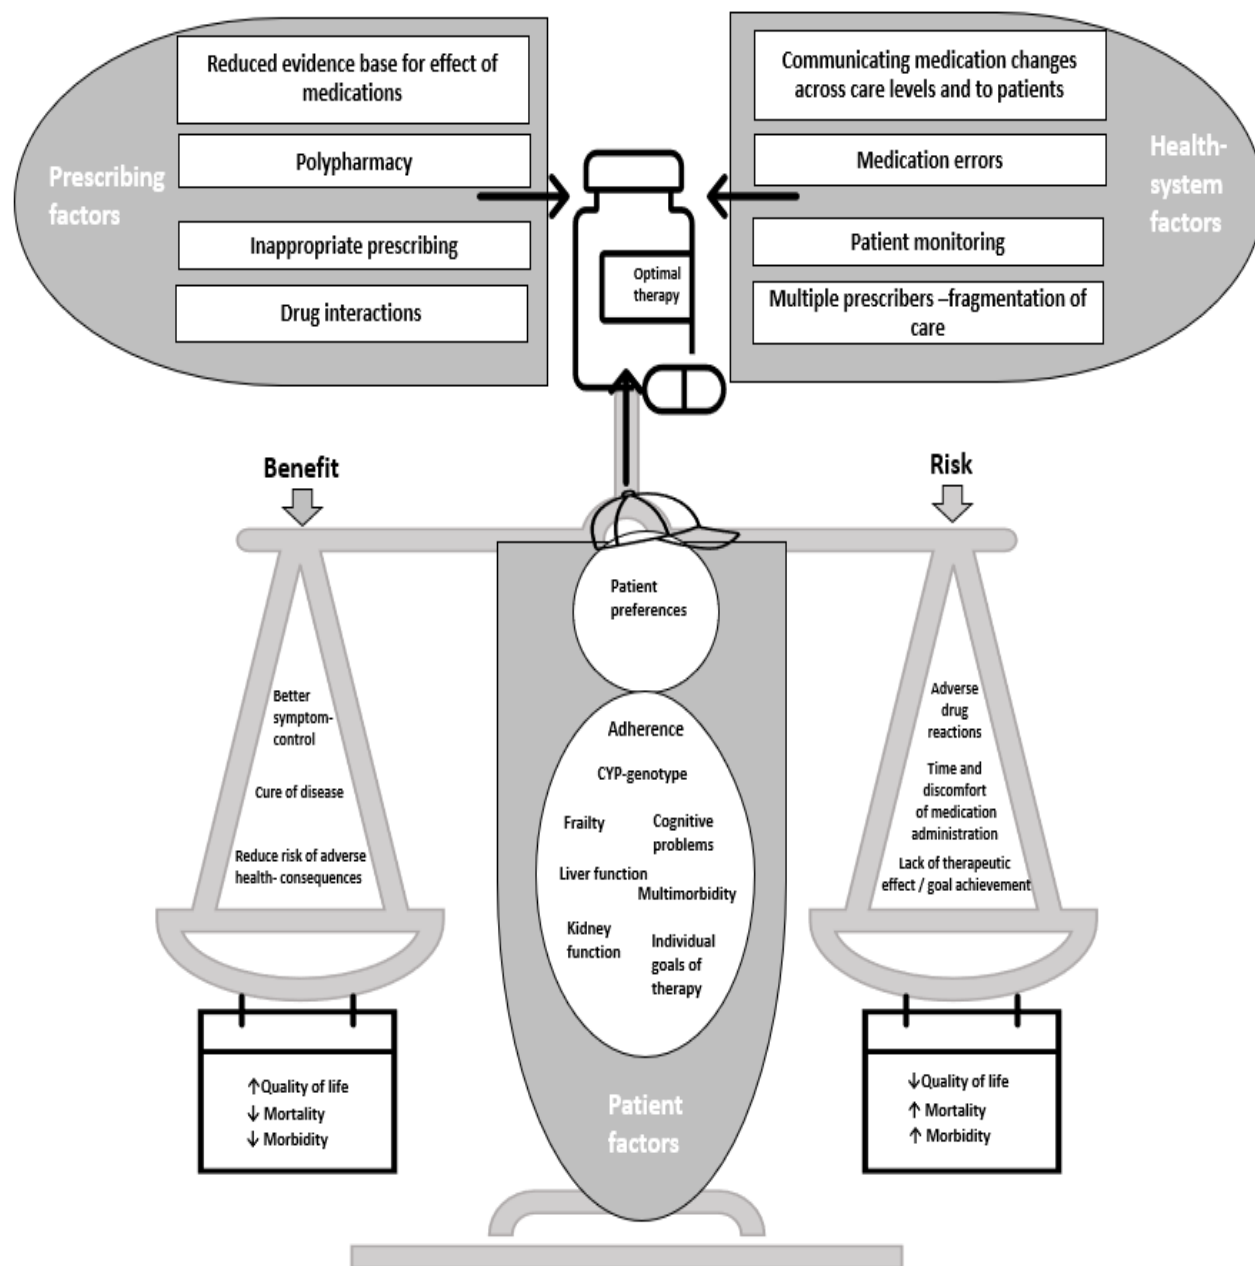 Reduced evidence base for effect of
medications
Polypharmacy
Prescribing
factors
Inappropriate prescribing
Drug interactions
Communicating medication changes
across care levels and to patients
Medication errors
Health-
system
factors
Patient monitoring
Multiple prescribers –fragmentation of
care
Optimal
therapy
Benefit
Risk
Patient
preferences
Better
symptom-
control
Cure of disease
Reduce risk of adverse
health- consequences
Adherence
CYP-genotype
Frailty
Cognitive
problems
Liver function
Multimorbidity
Kidney
function
Individual
goals of
therapy
Adverse
drug
reactions
Time and
discomfort
of medication
administration
Lack of therapeutic
effect / goal achievement
↑Quality of life
↓ Mortality
↓ Morbidity
Patient
factors
↓Quality of life
↑ Mortality
↑ Morbidity